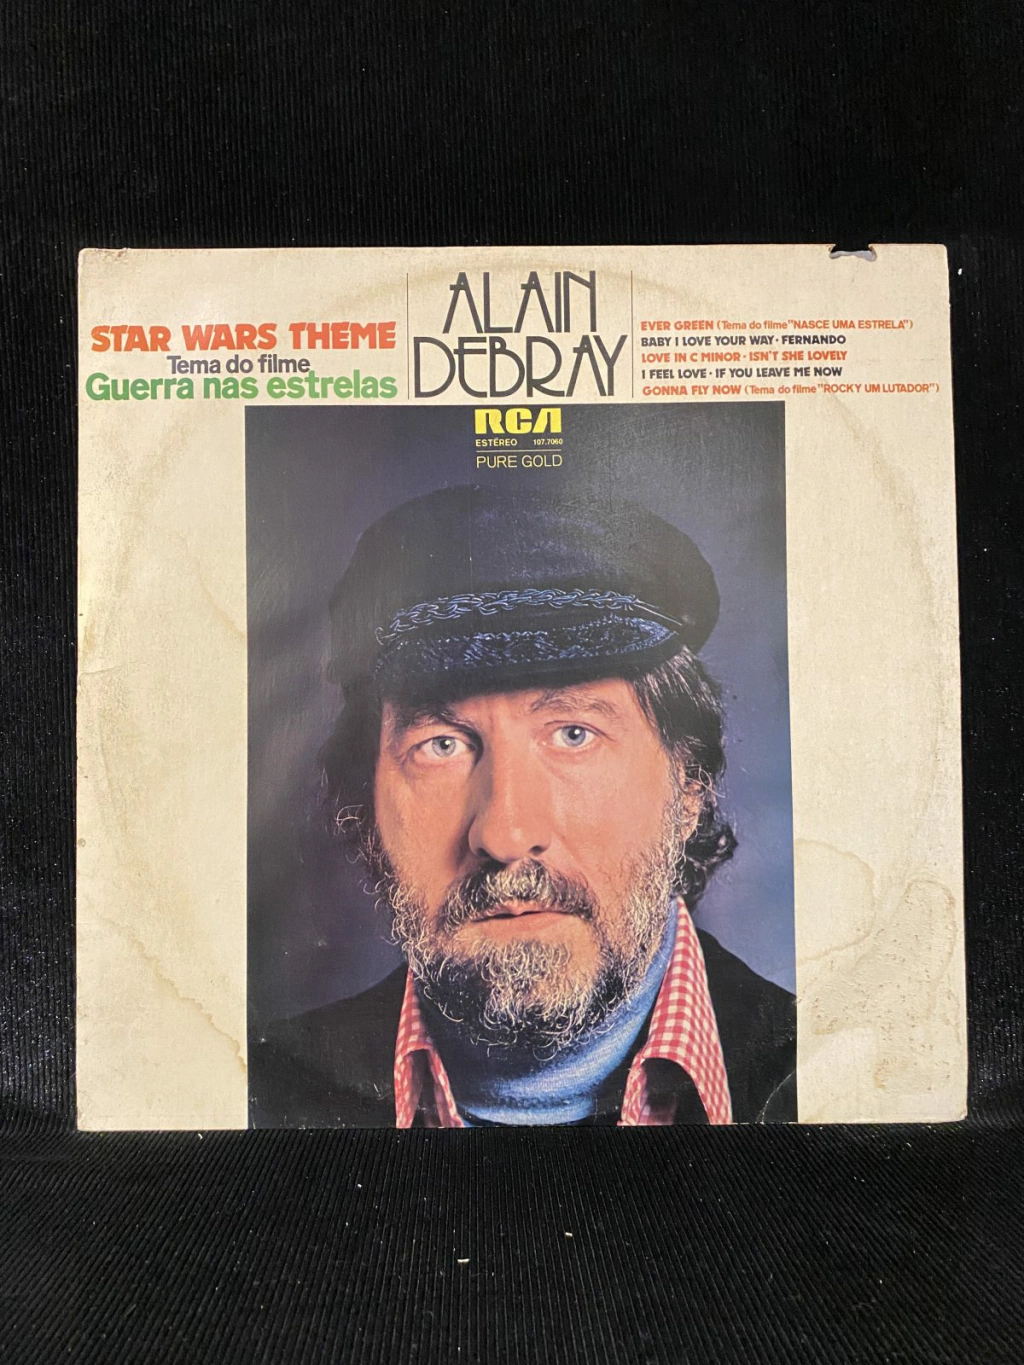 STAR WARS THEME
Tema do filme
Guerra nas estrelas
ALAIN
DEBRAY
EVER GREEN (Tema do filme "NASCE UMA ESTRELA")
BABY I LOVE YOUR WAY · FERNANDO
LOVE IN C MINOR · ISN'T SHE LOVELY
I FEEL LOVE · IF YOU LEAVE ME NOW
GONNA FLY NOW (Tema do filme "ROCKY UM LUTADOR")
RCA
ESTÉREO 107.7060
PURE GOLD